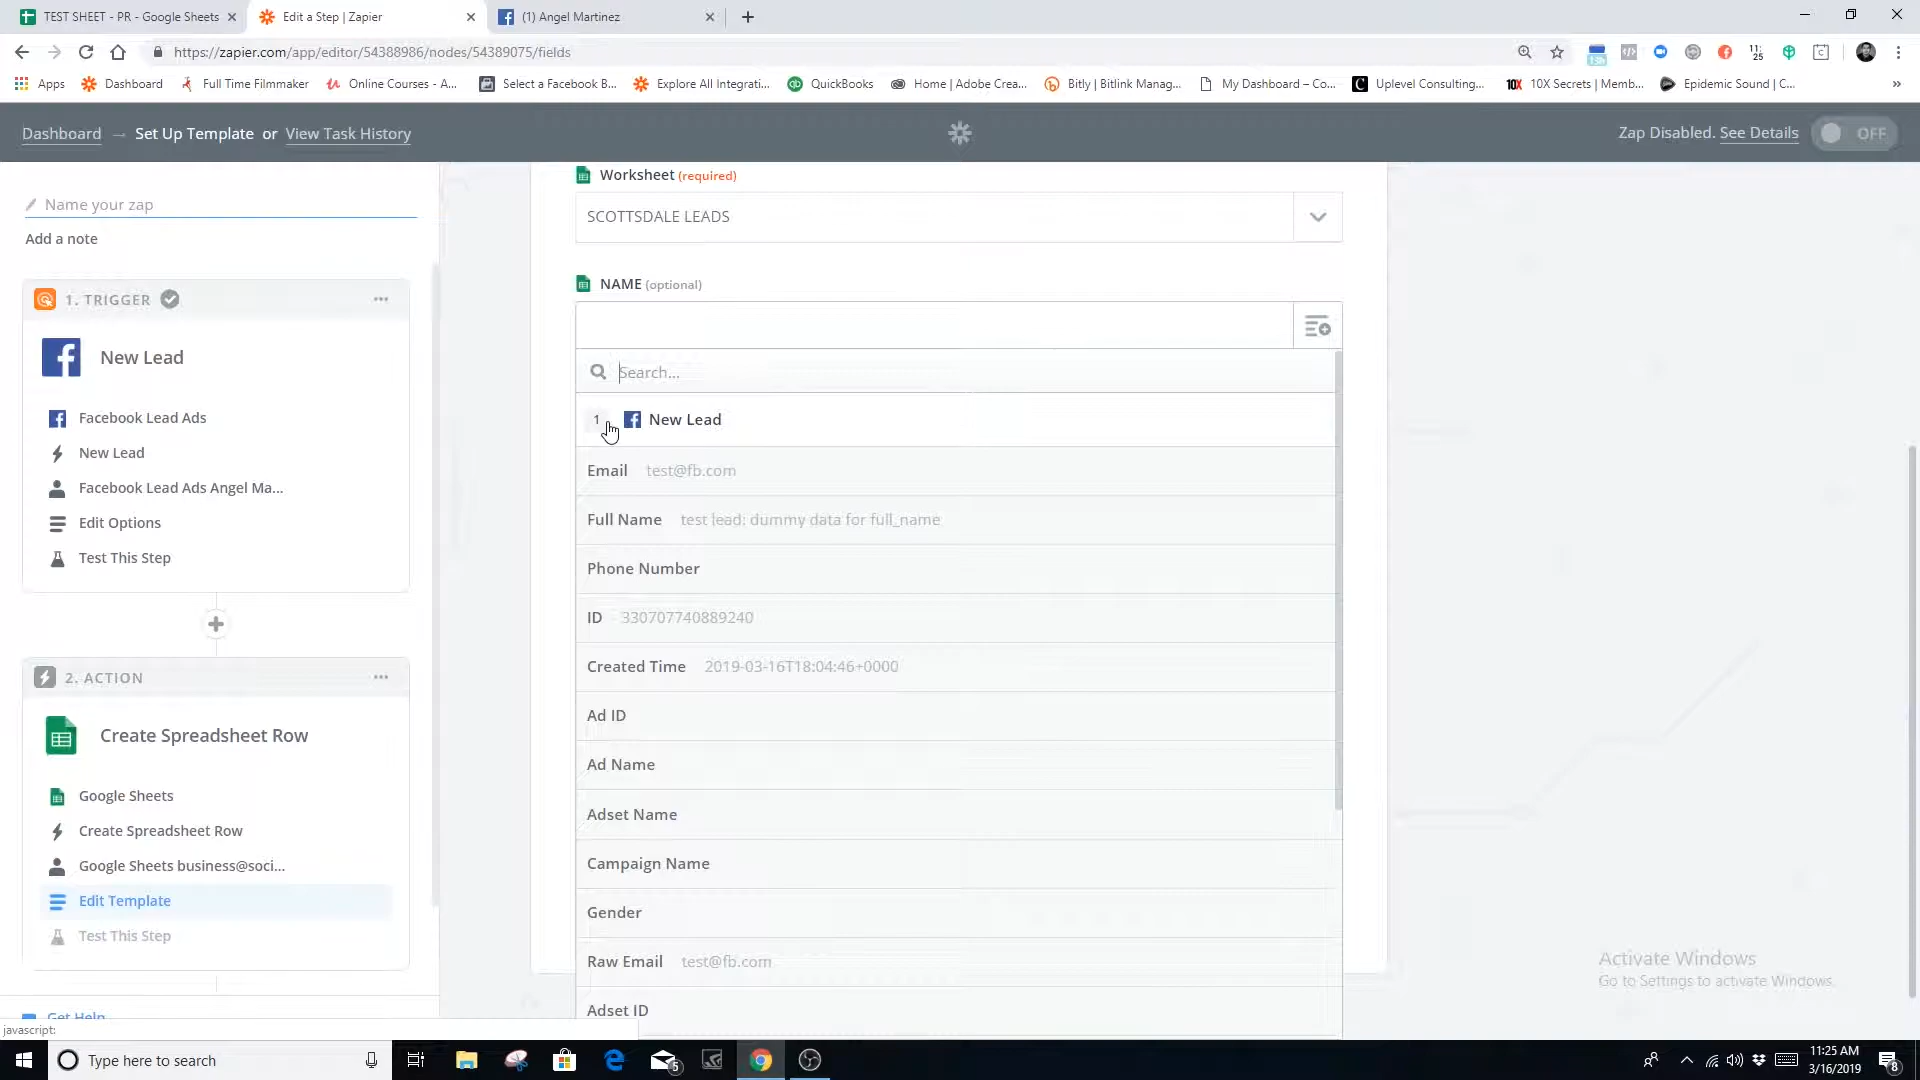 TEST SHEET - PR - Google Sheets
Edit a Step | Zapier
(1) Angel Martinez
https://zapier.com/app/editor/54388986/nodes/54389075/fields
11:
25
Apps
Dashboard
Full Time Filmmaker
Online Courses - A...
Select a Facebook B...
Explore All Integrati...
QuickBooks
Home | Adobe Crea...
Bitly | Bitlink Manag...
My Dashboard – Co...
Uplevel Consulting...
10X Secrets | Memb...
Epidemic Sound | C...
Dashboard → Set Up Template or View Task History
Zap Disabled. See Details
OFF
Name your zap
Add a note
1. TRIGGER
New Lead
Facebook Lead Ads
New Lead
Facebook Lead Ads Angel Ma...
Edit Options
Test This Step
2. ACTION
Create Spreadsheet Row
Google Sheets
Create Spreadsheet Row
Google Sheets business@soci...
Edit Template
Test This Step
Get Help
javascript:
Worksheet (required)
SCOTTSDALE LEADS
NAME (optional)
Search...
1 New Lead
Email test@fb.com
Full Name test lead: dummy data for full_name
Phone Number
ID 330707740889240
Created Time 2019-03-16T18:04:46+0000
Ad ID
Ad Name
Adset Name
Campaign Name
Gender
Raw Email test@fb.com
Adset ID
Activate Windows
Go to Settings to activate Windows.
Type here to search
5
11:25 AM
3/16/2019
8